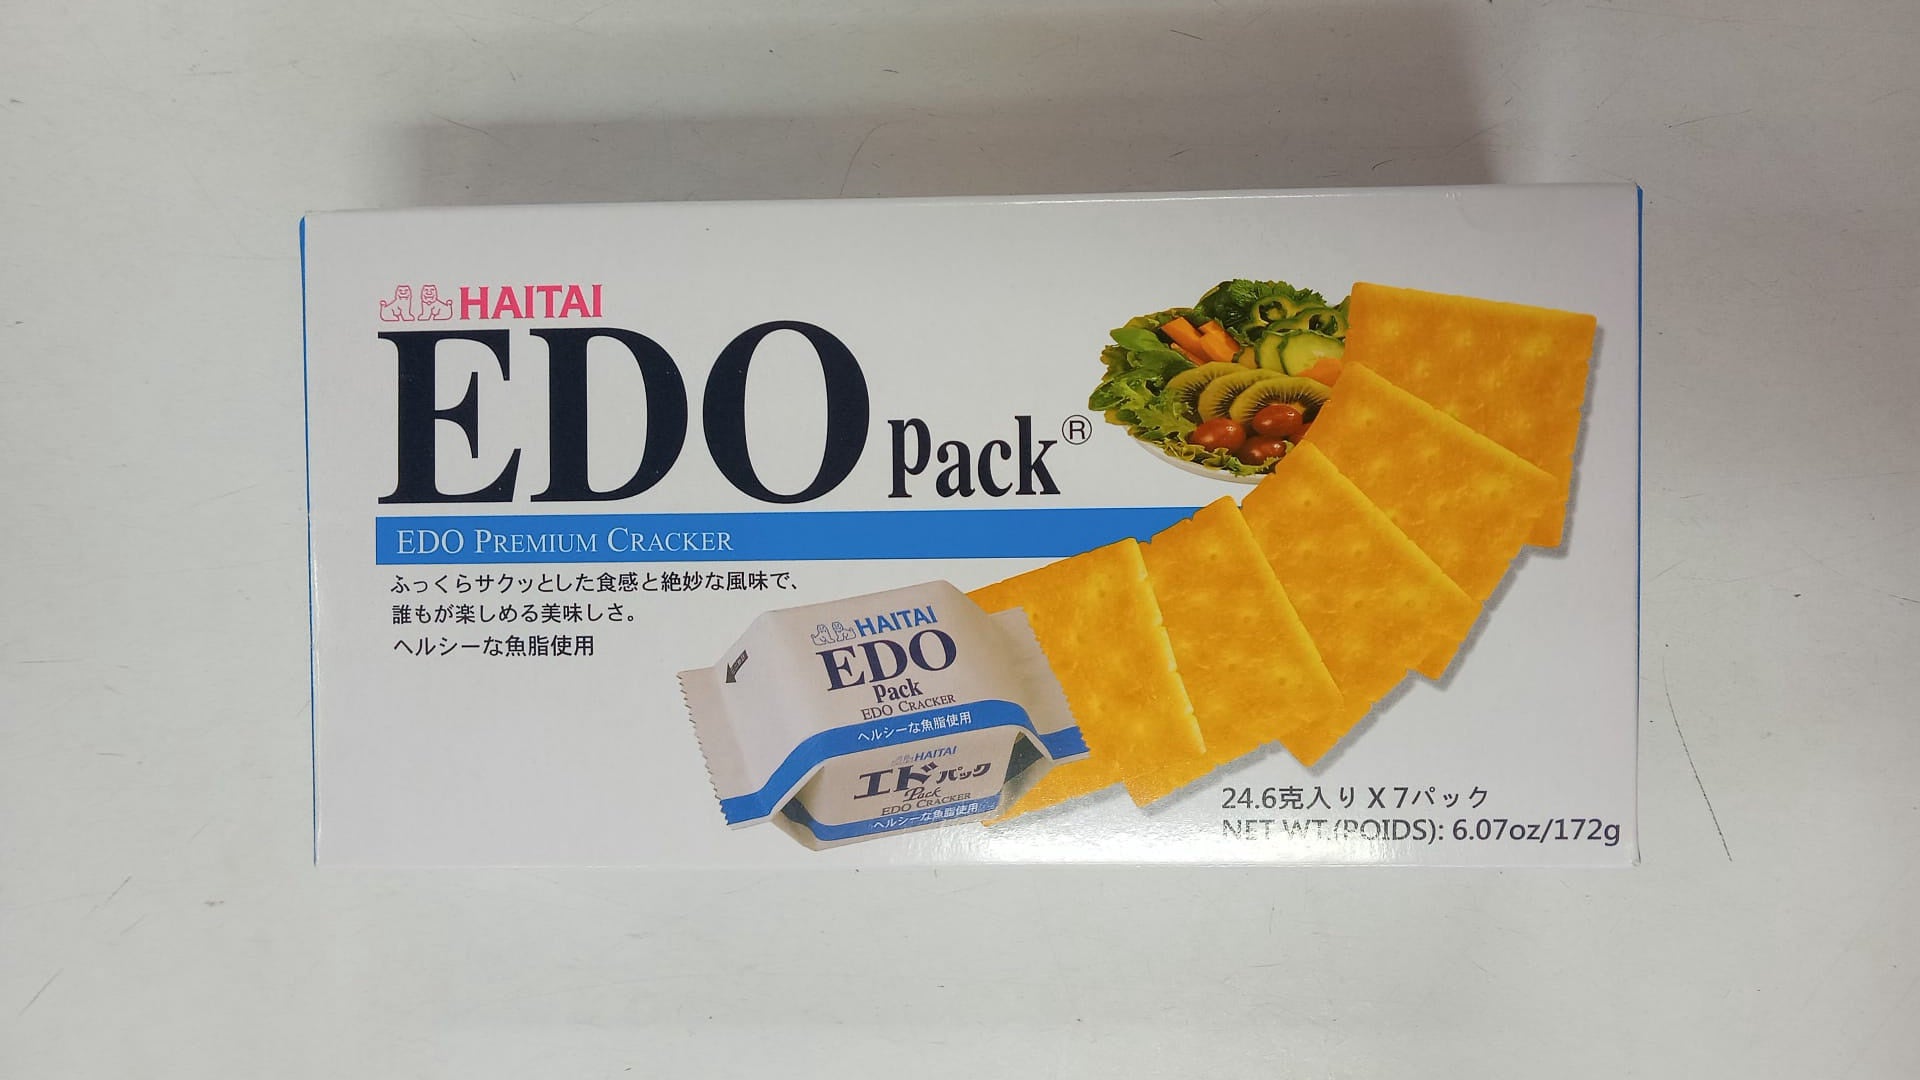 HAITAI
EDO Pack®
EDO PREMIUM CRACKER
ふっくらサクッとした食感と絶妙な風味で、
誰もが楽しめる美味しさ。
ヘルシーな魚脂使用
HAITAI
EDO
Pack
EDO CRACKER
ヘルシーな魚脂使用
HAITAI
エドパック
Pack
EDO CRACKER
ヘルシーな魚脂使用
24.6克入り X 7パック
NET WT.(POIDS): 6.07oz/172g